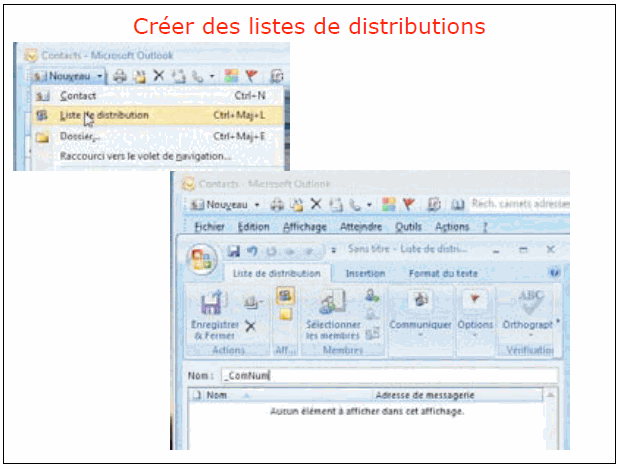 Créer des listes de distributions
Contacts - Microsoft Outlook
Nouveau
Contact Ctrl+N
Liste de distribution Ctrl+Maj+L
Dossier... Ctrl+Maj+E
Raccourci vers le volet de navigation...
Contacts - Microsoft Outlook
Nouveau Rech. carnets adresses
Fichier Edition Affichage Atteindre Outils Actions ?
Sans titre - Liste de distri...
Liste de distribution Insertion Format du texte
ABC
Enregistrer Sélectionner Communiquer Options Orthograph
& Fermer les membres
Actions Aff... Membres Vérification
Nom : _ComNum
Nom Adresse de messagerie
Aucun élément à afficher dans cet affichage.